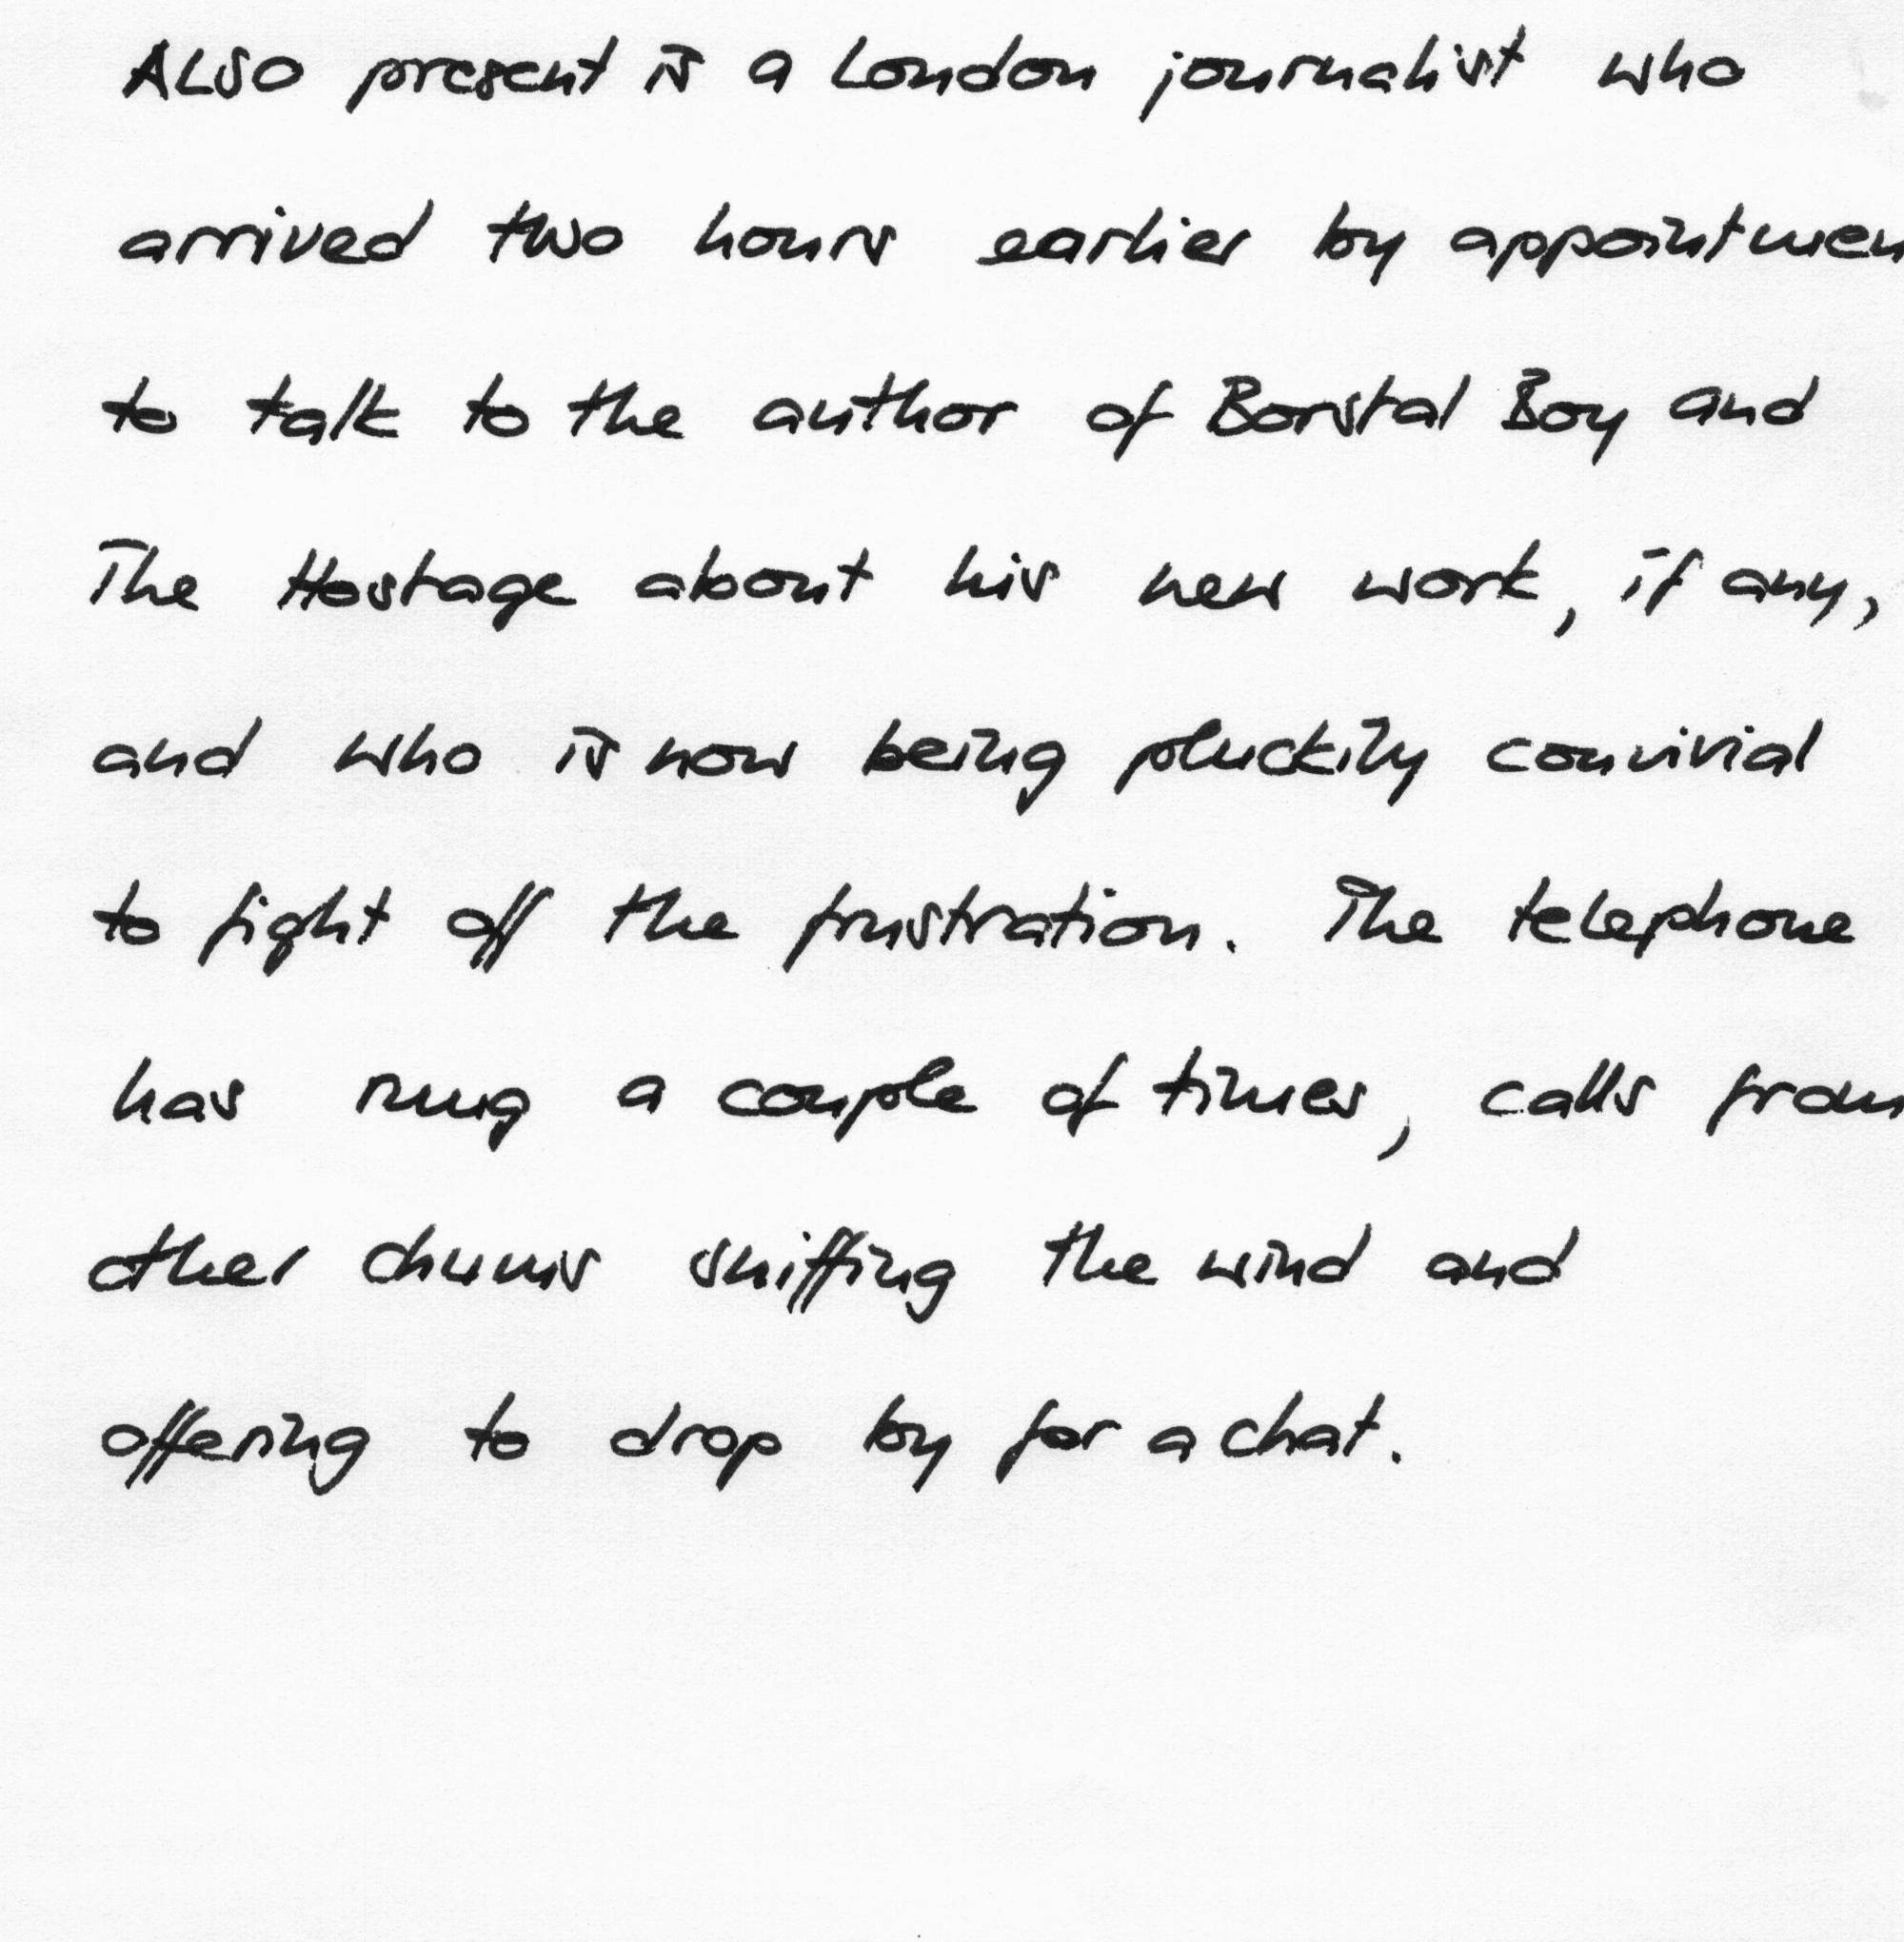 ALSO present is a London journalist who
arrived two hours earlier by appointmen
to talk to the author of Borstal Boy and
The Hostage about his new work, if any,
and who is now being pluckily convivial
to fight off the frustration. The telephone
has rung a couple of times, calls from
other chums sniffing the wind and
offering to drop by for a chat.